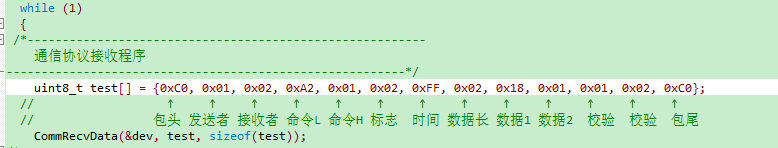 while (1)
{
/*---------------------------------------------------------
通信协议接收程序
---------------------------------------------------------*/
uint8_t test[] = {0xC0, 0x01, 0x02, 0xA2, 0x01, 0x02, 0xFF, 0x02, 0x18, 0x01, 0x01, 0x02, 0xC0};
// ↑ ↑ ↑ ↑ ↑ ↑ ↑ ↑ ↑ ↑ ↑ ↑ ↑
// 包头 发送者 接收者 命令L 命令H 标志 时间 数据长 数据1 数据2 校验 校验 包尾
CommRecvData(&dev, test, sizeof(test));